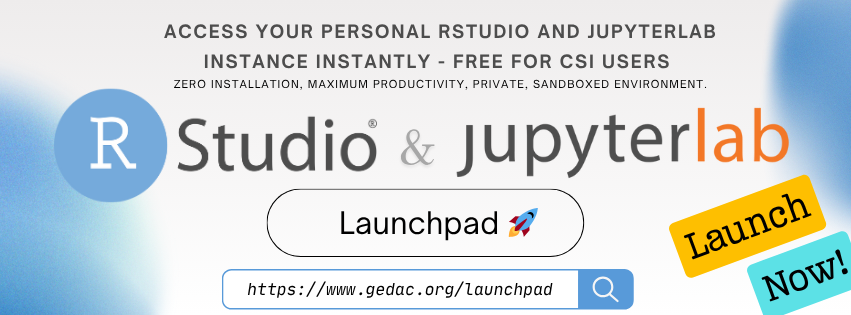 ACCESS YOUR PERSONAL RSTUDIO AND JUPYTERLAB
INSTANCE INSTANTLY - FREE FOR CSI USERS
ZERO INSTALLATION, MAXIMUM PRODUCTIVITY, PRIVATE, SANDBOXED ENVIRONMENT.
R Studio® & jupyterlab
Launchpad 🚀
Launch
Now!
https://www.gedac.org/launchpad